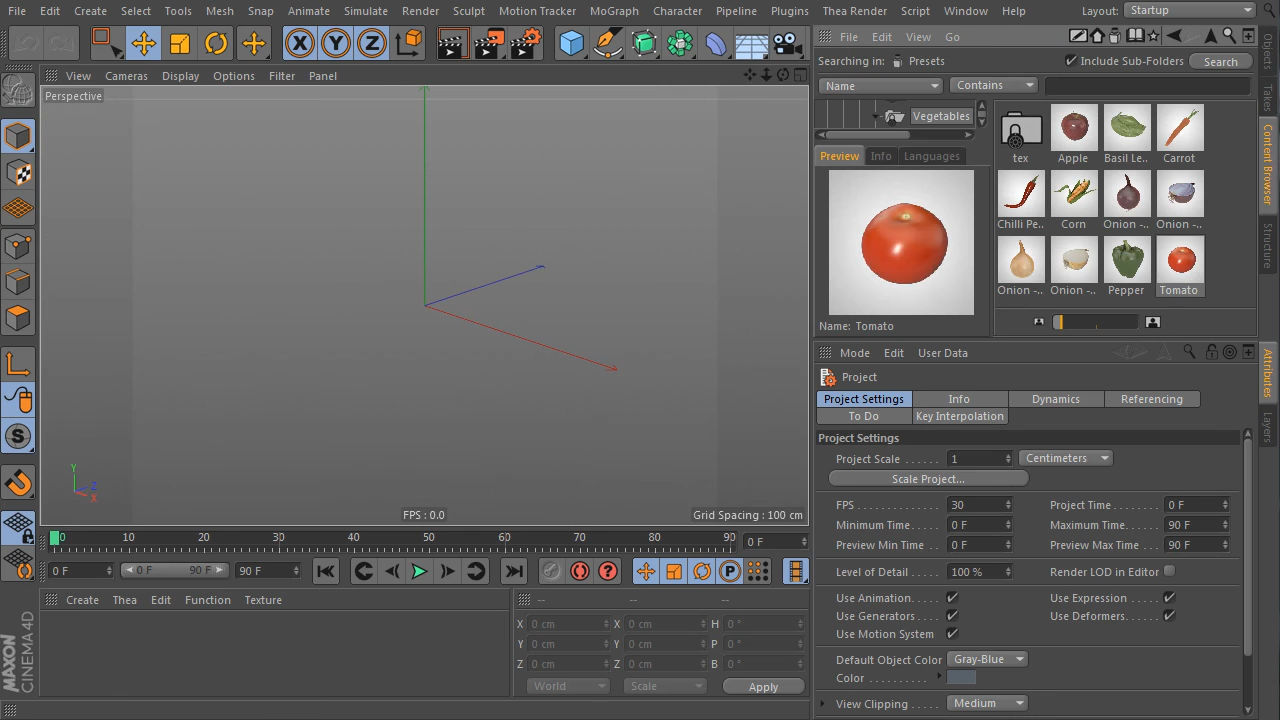 File Edit Create Select Tools Mesh Snap Animate Simulate Render Sculpt Motion Tracker MoGraph Character Pipeline Plugins Thea Render Script Window Help Layout: Startup
X Y Z
View Cameras Display Options Filter Panel
Perspective
Y
Z
X
FPS : 0.0
Grid Spacing : 100 cm
0 10 20 30 40 50 60 70 80 90
0 F
0 F
0 F 90 F
90 F
P
S
MAXON
CINEMA 4D
Create Thea Edit Function Texture
-- -- --
X 0 cm X 0 cm H 0 °
Y 0 cm Y 0 cm P 0 °
Z 0 cm Z 0 cm B 0 °
World Scale Apply
File Edit View Go
Searching in: Presets
Include Sub-Folders
Search
Name Contains
Vegetables
Preview Info Languages
Name: Tomato
tex Apple Basil Le.. Carrot
Chilli Pe.. Corn Onion -.. Onion -..
Onion -.. Onion -.. Pepper Tomato
Objects
Takes
Content Browser
Structure
Mode Edit User Data
Project
Project Settings Info Dynamics Referencing
To Do Key Interpolation
Project Settings
Project Scale 1 Centimeters
Scale Project...
FPS 30 Project Time 0 F
Minimum Time 0 F Maximum Time 90 F
Preview Min Time 0 F Preview Max Time 90 F
Level of Detail 100 % Render LOD in Editor
Use Animation Use Expression
Use Generators Use Deformers
Use Motion System
Default Object Color Gray-Blue
Color
View Clipping Medium
Attributes
Layers